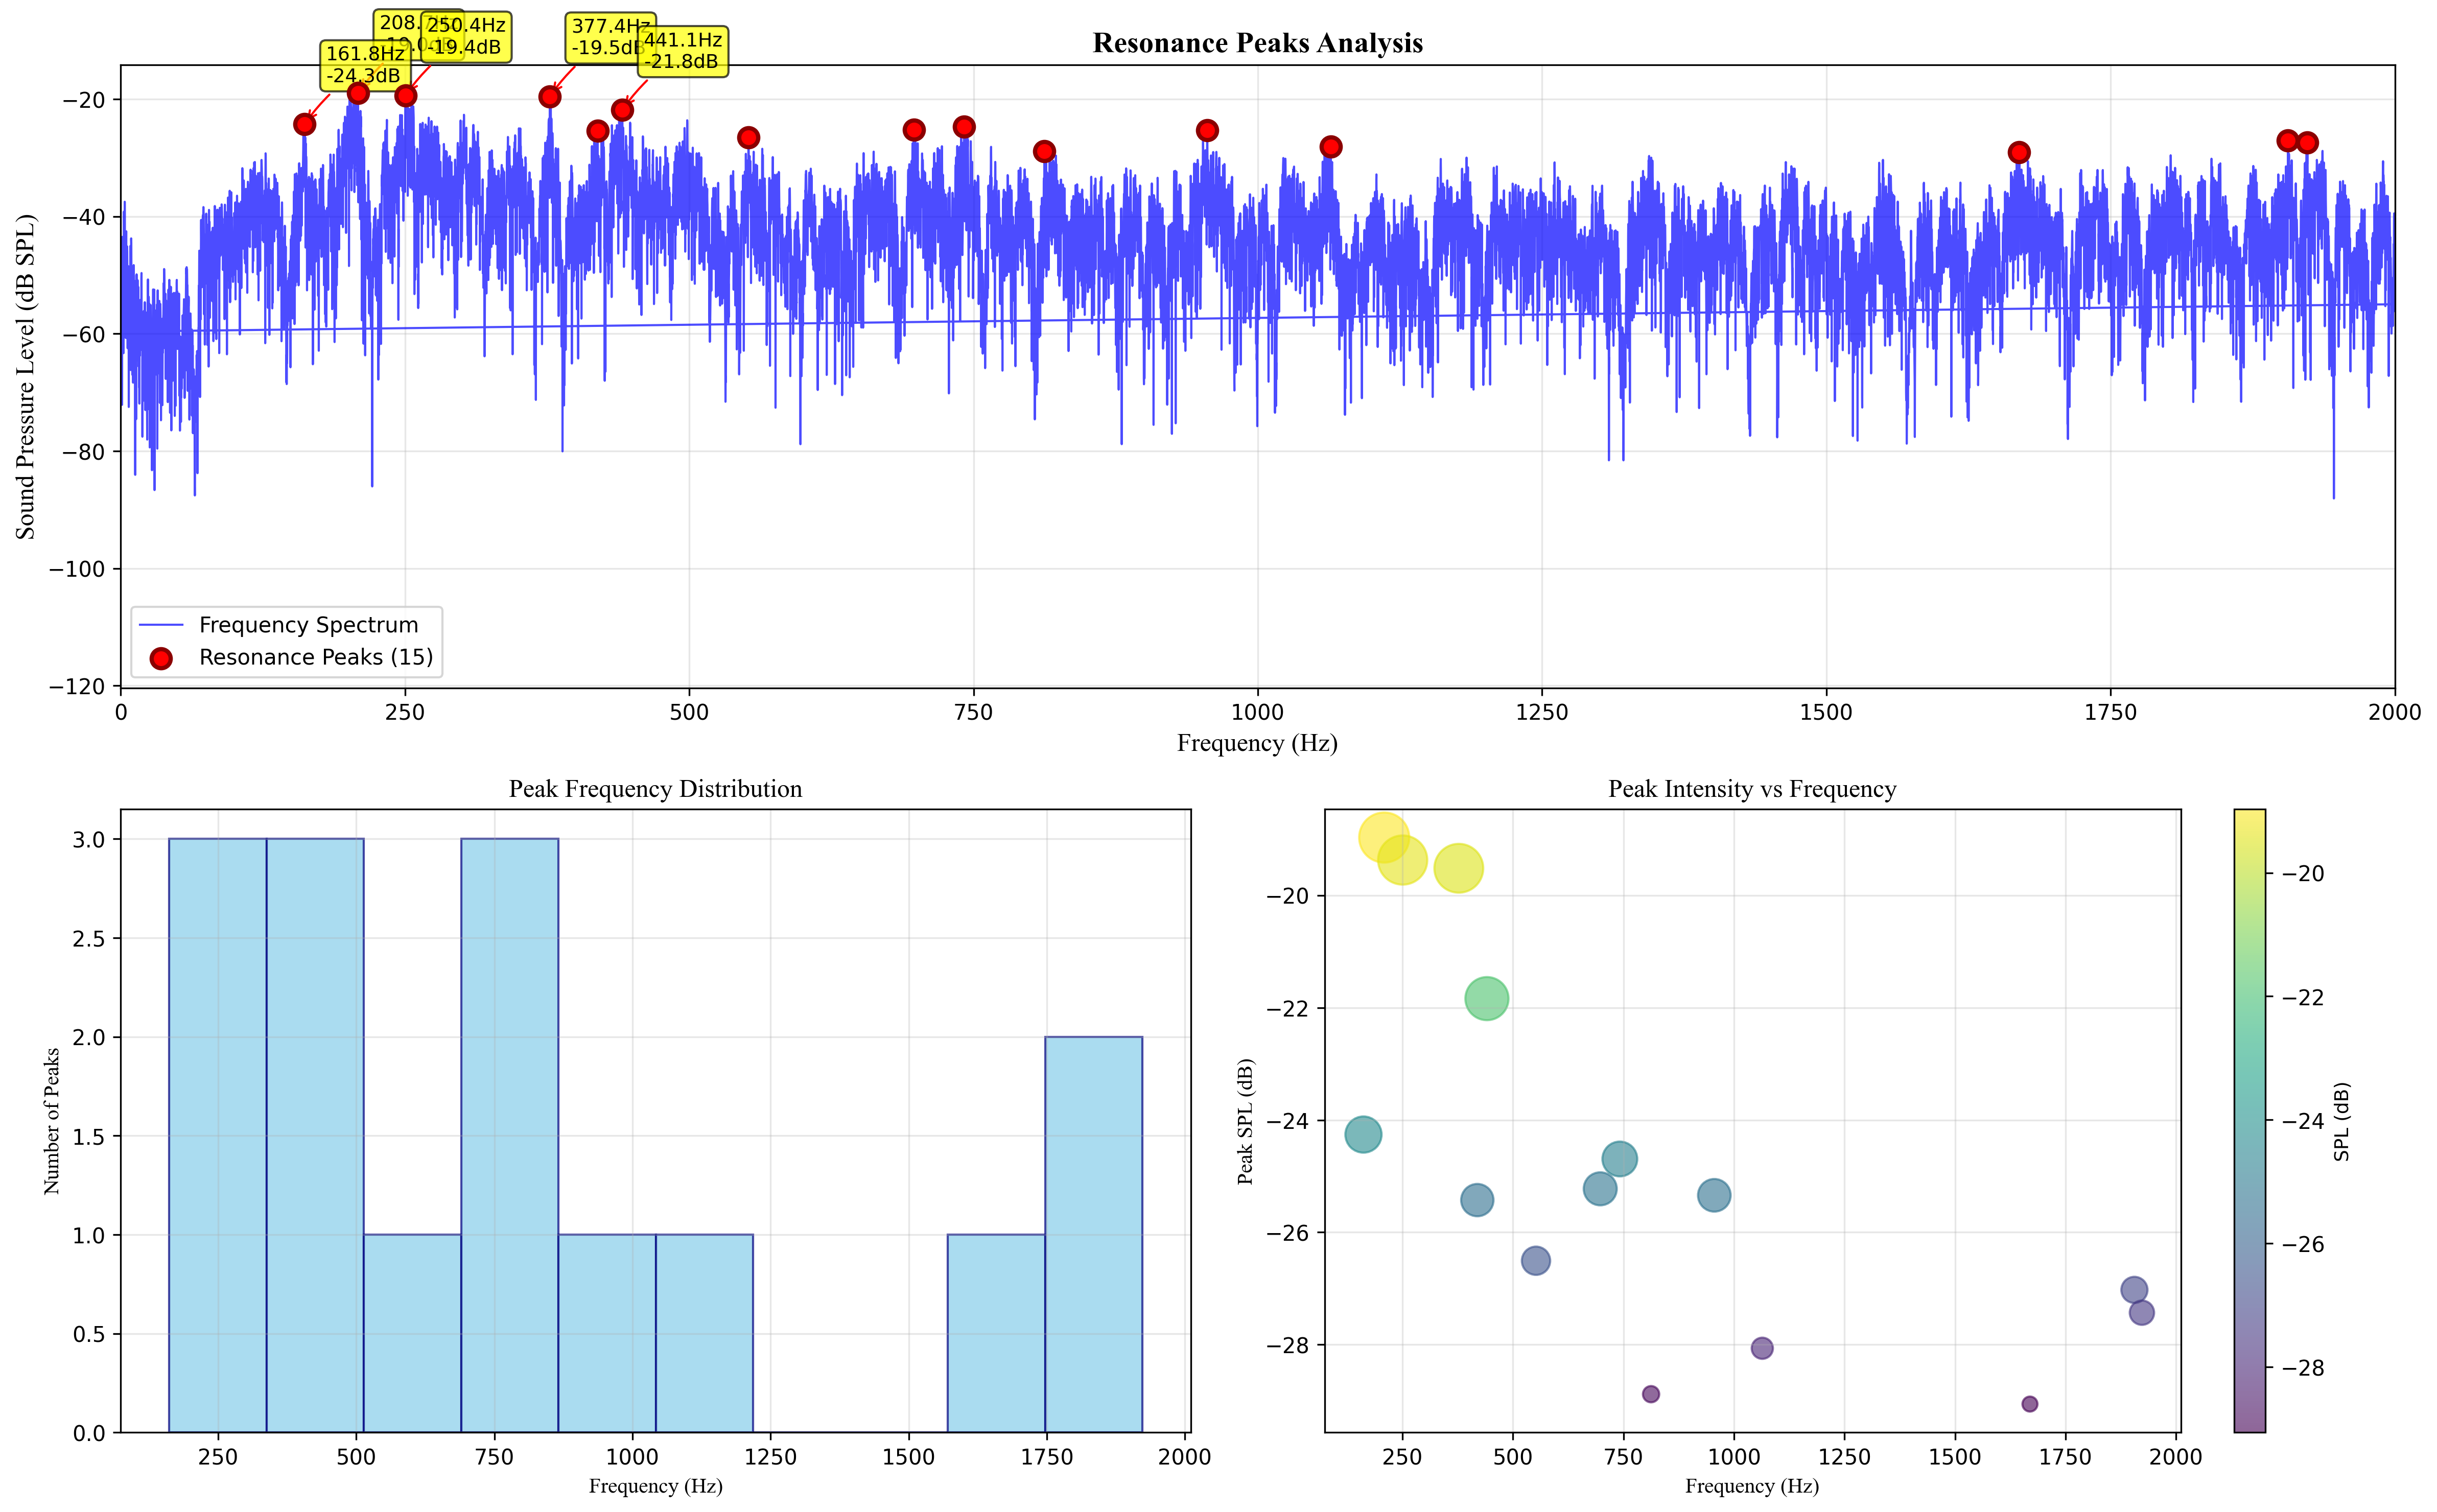 208.
250.4Hz
-19.4dB
377.4Hz
-19.5dB
441.1Hz
-21.8dB
161.8Hz
-24.3dB
Resonance Peaks Analysis
Sound Pressure Level (dB SPL)
−20
−40
−60
−80
−100
−120
Frequency Spectrum
Resonance Peaks (15)
0
250
500
750
1000
1250
1500
1750
2000
Frequency (Hz)
Peak Frequency Distribution
Number of Peaks
3.0
2.5
2.0
1.5
1.0
0.5
0.0
250
500
750
1000
1250
1500
1750
2000
Frequency (Hz)
Peak Intensity vs Frequency
Peak SPL (dB)
−20
−22
−24
−26
−28
250
500
750
1000
1250
1500
1750
2000
Frequency (Hz)
−20
−22
−24
−26
−28
SPL (dB)